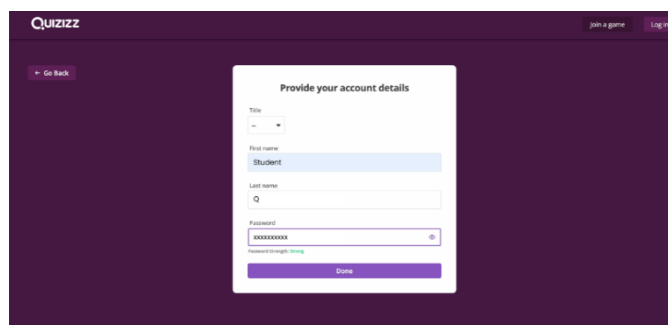 QUIZIZZ
Join a game
Log in
← Go Back
Provide your account details
Title
--
First name
Student
Last name
Q
Password
xxxxxxxxxx
Password Strength: Strong
Done